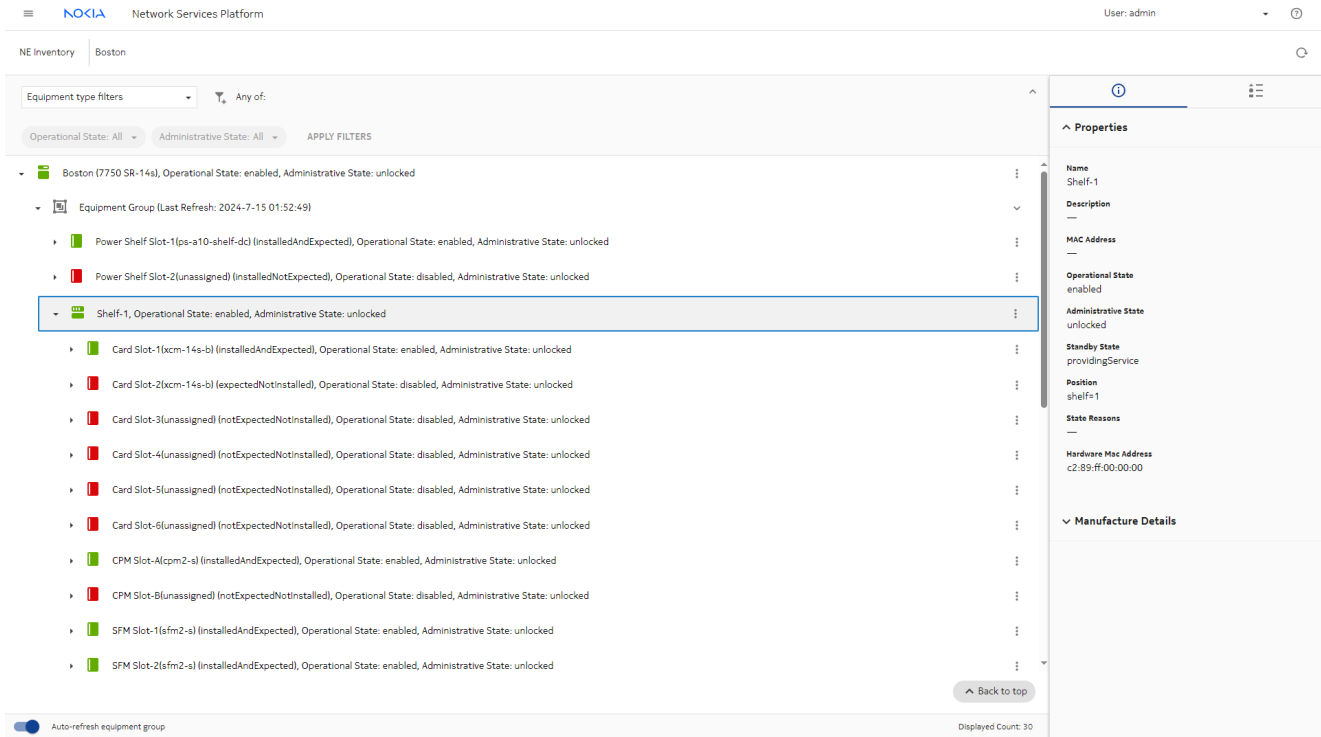 NOKIA Network Services Platform User: admin
NE Inventory Boston
Equipment type filters Any of:
Operational State: All Administrative State: All APPLY FILTERS
Boston (7750 SR-14s), Operational State: enabled, Administrative State: unlocked
Equipment Group (Last Refresh: 2024-7-15 01:52:49)
Power Shelf Slot-1(ps-a10-shelf-dc) (installedAndExpected), Operational State: enabled, Administrative State: unlocked
Power Shelf Slot-2(unassigned) (installedNotExpected), Operational State: disabled, Administrative State: unlocked
Shelf-1, Operational State: enabled, Administrative State: unlocked
Card Slot-1(xcm-14s-b) (installedAndExpected), Operational State: enabled, Administrative State: unlocked
Card Slot-2(xcm-14s-b) (expectedNotInstalled), Operational State: disabled, Administrative State: unlocked
Card Slot-3(unassigned) (notExpectedNotInstalled), Operational State: disabled, Administrative State: unlocked
Card Slot-4(unassigned) (notExpectedNotInstalled), Operational State: disabled, Administrative State: unlocked
Card Slot-5(unassigned) (notExpectedNotInstalled), Operational State: disabled, Administrative State: unlocked
Card Slot-6(unassigned) (notExpectedNotInstalled), Operational State: disabled, Administrative State: unlocked
CPM Slot-A(cpm2-s) (installedAndExpected), Operational State: enabled, Administrative State: unlocked
CPM Slot-B(unassigned) (notExpectedNotInstalled), Operational State: disabled, Administrative State: unlocked
SFM Slot-1(sfm2-s) (installedAndExpected), Operational State: enabled, Administrative State: unlocked
SFM Slot-2(sfm2-s) (installedAndExpected), Operational State: enabled, Administrative State: unlocked
Back to top
Auto-refresh equipment group Displayed Count: 30
Properties
Name
Shelf-1
Description
—
MAC Address
—
Operational State
enabled
Administrative State
unlocked
Standby State
providingService
Position
shelf=1
State Reasons
—
Hardware Mac Address
c2:89:ff:00:00:00
Manufacture Details